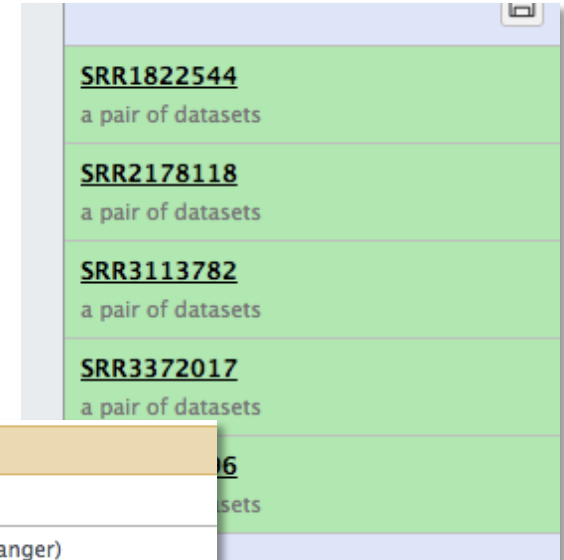 SRR1822544
a pair of datasets
SRR2178118
a pair of datasets
SRR3113782
a pair of datasets
SRR3372017
a pair of datasets